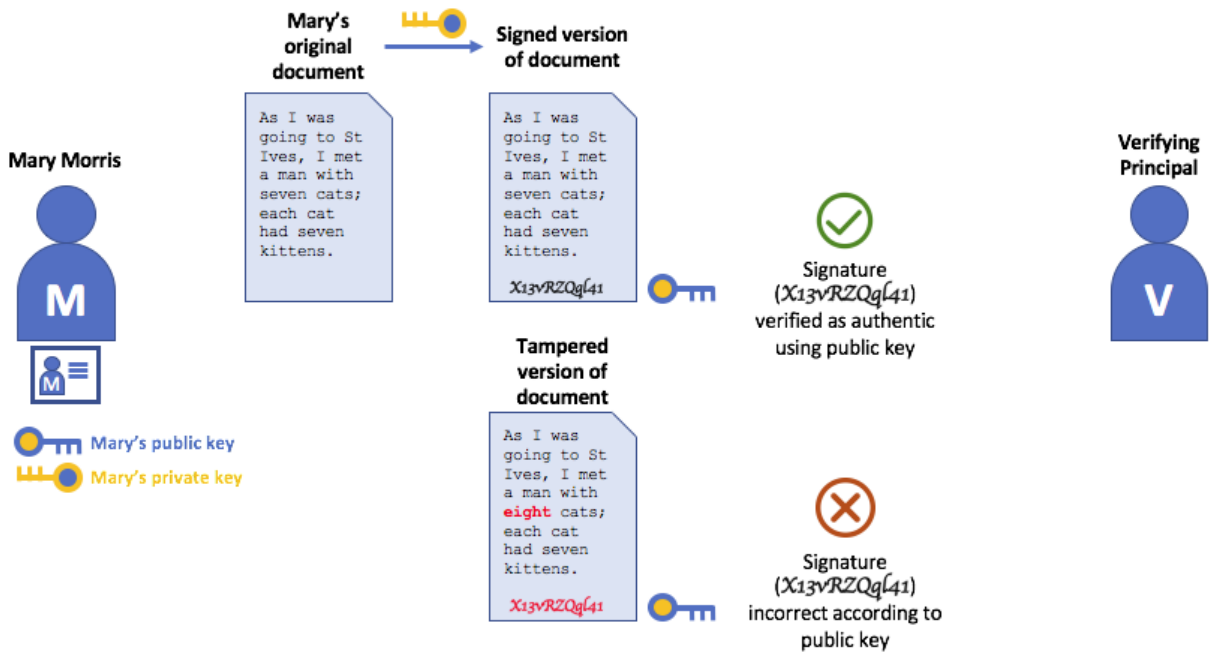 Mary's
original
document
Signed version
of document
As I was
going to St
Ives, I met
a man with
seven cats;
each cat
had seven
kittens.
As I was
going to St
Ives, I met
a man with
seven cats;
each cat
had seven
kittens.
X13vRZQql41
Mary Morris
M
M
Mary's public key
Mary's private key
Signature
(X13vRZQql41)
verified as authentic
using public key
Verifying
Principal
V
Tampered
version of
document
As I was
going to St
Ives, I met
a man with
eight cats;
each cat
had seven
kittens.
X13vRZQql41
Signature
(X13vRZQql41)
incorrect according to
public key